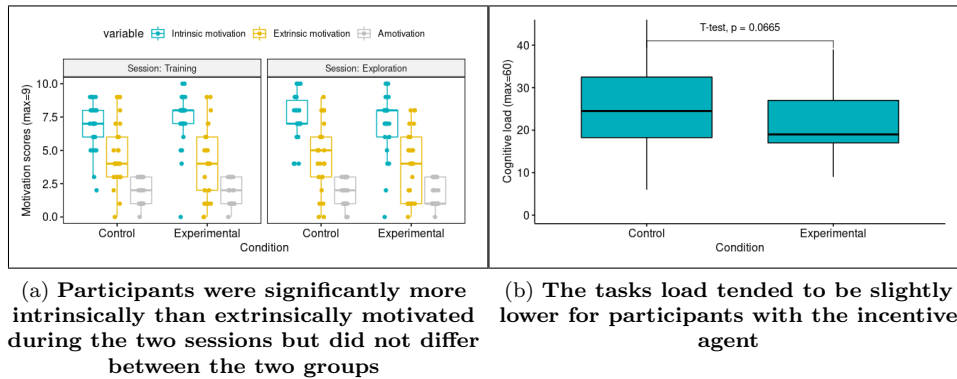 variable Intrinsic motivation Extrinsic motivation Amotivation
Session: Training Session: Exploration
Motivation scores (max=9)
10.0
7.5
5.0
2.5
0.0
Control Experimental Control Experimental
Condition
T-test, p = 0.0665
Cognitive load (max=60)
40
30
20
10
0
Control Experimental
Condition
(a) Participants were significantly more
intrinsically than extrinsically motivated
during the two sessions but did not differ
between the two groups
(b) The tasks load tended to be slightly
lower for participants with the incentive
agent